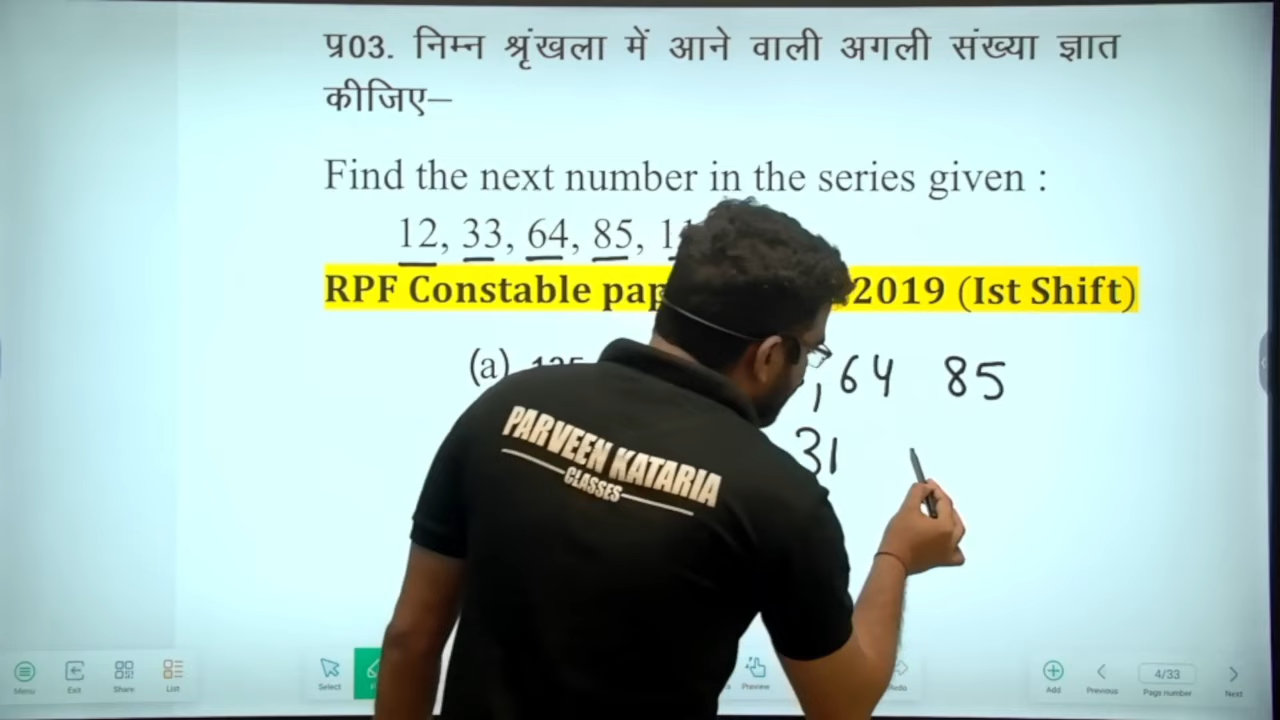 प्र03. निम्न श्रृंखला में आने वाली अगली संख्या ज्ञात
कीजिए–
Find the next number in the series given :
12, 33, 64, 85,
RPF Constable 2019 (Ist Shift)
(a)
, 64 85
31
PARVEEN KATARIA
CLASSES
Menu
Exit
Share
List
Select
Preview
Add
Previous
4/33
Page number
Next